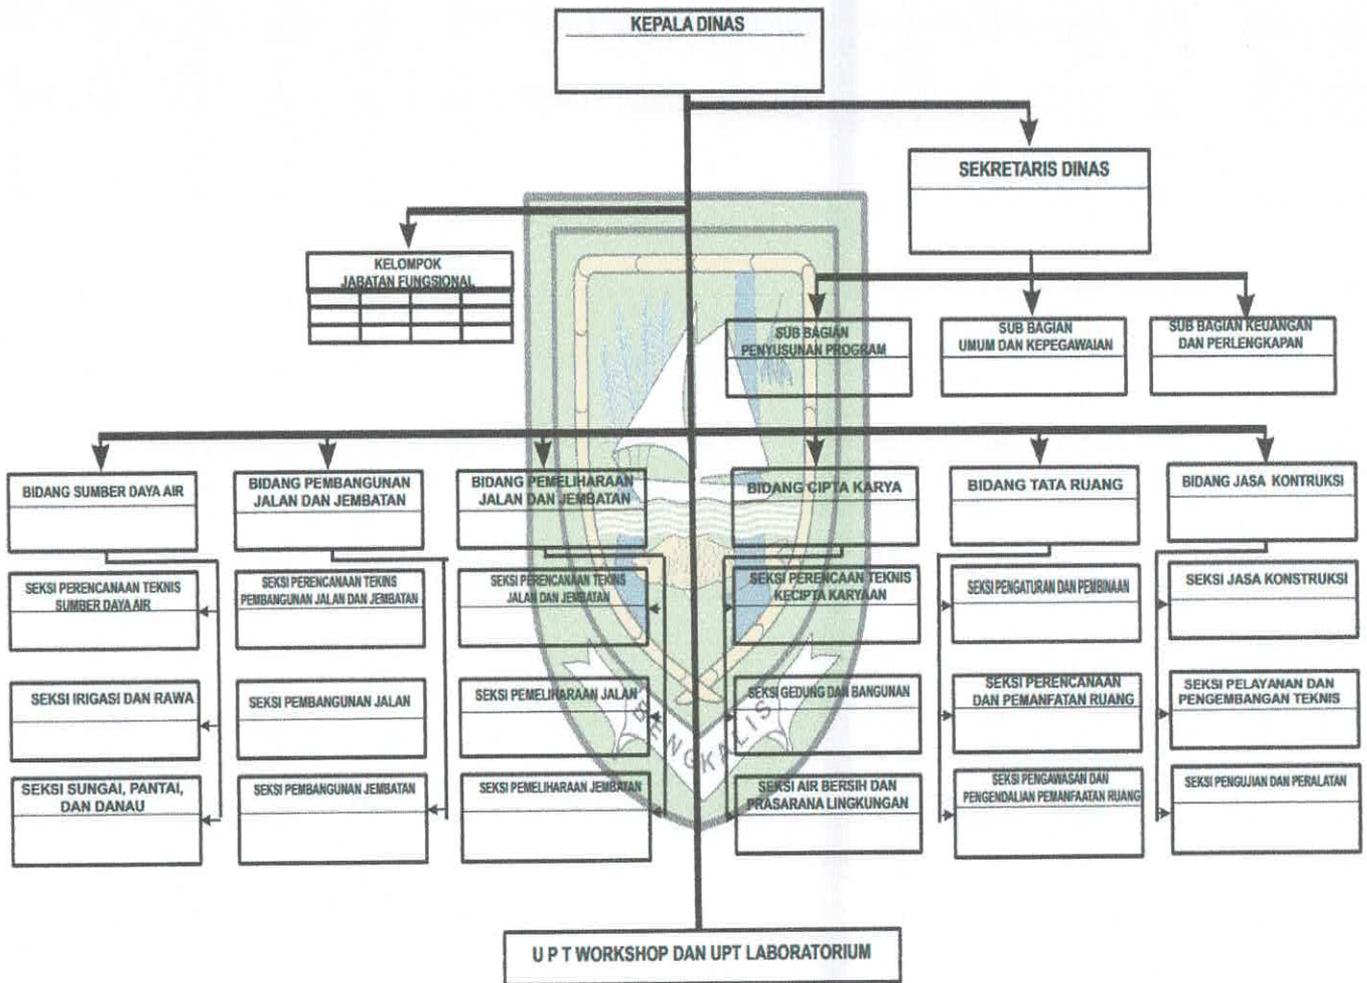 KEPALA DINAS
SEKRETARIS DINAS
KELOMPOK
JABATAN FUNGSIONAL
SUB BAGIAN
PENYUSUNAN PROGRAM
SUB BAGIAN
UMUM DAN KEPEGAWAIAN
SUB BAGIAN KEUANGAN
DAN PERLENGKAPAN
BIDANG SUMBER DAYA AIR
BIDANG PEMBANGUNAN
JALAN DAN JEMBATAN
BIDANG PEMELIHARAAN
JALAN DAN JEMBATAN
BIDANG CIPTA KARYA
BIDANG TATA RUANG
BIDANG JASA KONTRUKSI
SEKSI PERENCANAAN TEKNIS
SUMBER DAYA AIR
SEKSI PERENCANAAN TEKINS
PEMBANGUNAN JALAN DAN JEMBATAN
SEKSI PERENCANAAN TEKINS
JALAN DAN JEMBATAN
SEKSI PERENCAAN TEKNIS
KECIPTA KARYAAN
SEKSI PENGATURAN DAN PEMBINAAN
SEKSI JASA KONSTRUKSI
SEKSI IRIGASI DAN RAWA
SEKSI PEMBANGUNAN JALAN
SEKSI PEMELIHARAAN JALAN
SEKSI GEDUNG DAN BANGUNAN
SEKSI PERENCANAAN
DAN PEMANFATAN RUANG
SEKSI PELAYANAN DAN
PENGEMBANGAN TEKNIS
SEKSI SUNGAI, PANTAI,
DAN DANAU
SEKSI PEMBANGUNAN JEMBATAN
SEKSI PEMELIHARAAN JEMBATAN
SEKSI AIR BERSIH DAN
PRASARANA LINGKUNGAN
SEKSI PENGAWASAN DAN
PENGENDALIAN PEMANFAATAN RUANG
SEKSI PENGUJIAN DAN PERALATAN
BENGKALIS
U P T WORKSHOP DAN UPT LABORATORIUM